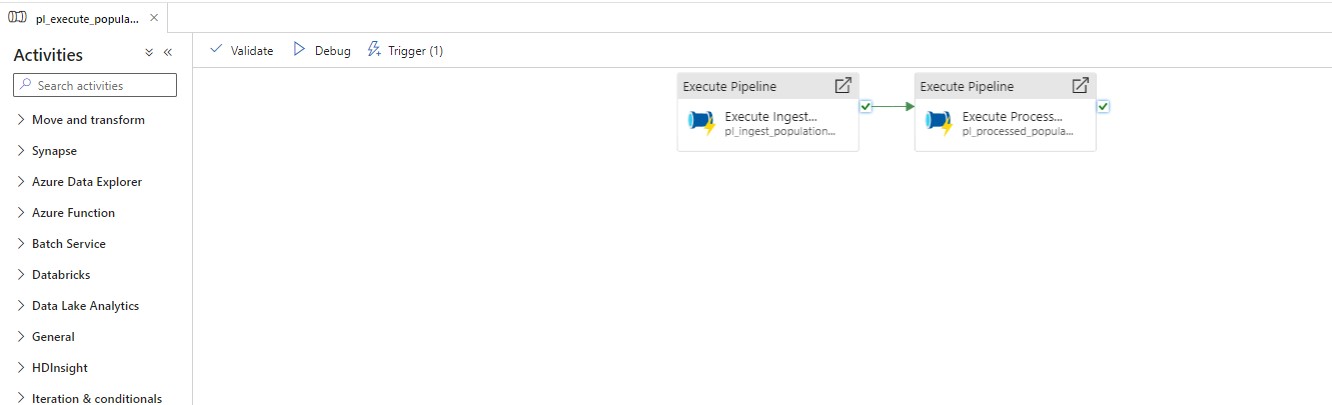 pl_execute_popula...
Activities
Validate
Debug
Trigger (1)
Search activities
Move and transform
Synapse
Azure Data Explorer
Azure Function
Batch Service
Databricks
Data Lake Analytics
General
HDInsight
Iteration & conditionals
Execute Pipeline
Execute Ingest...
pl_ingest_population...
Execute Pipeline
Execute Process...
pl_processed_popula...